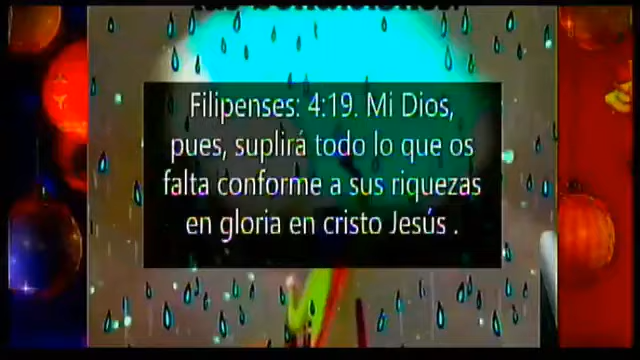 Filipenses: 4:19. Mi Dios,
pues, suplirá todo lo que os
falta conforme a sus riquezas
en gloria en cristo Jesús .